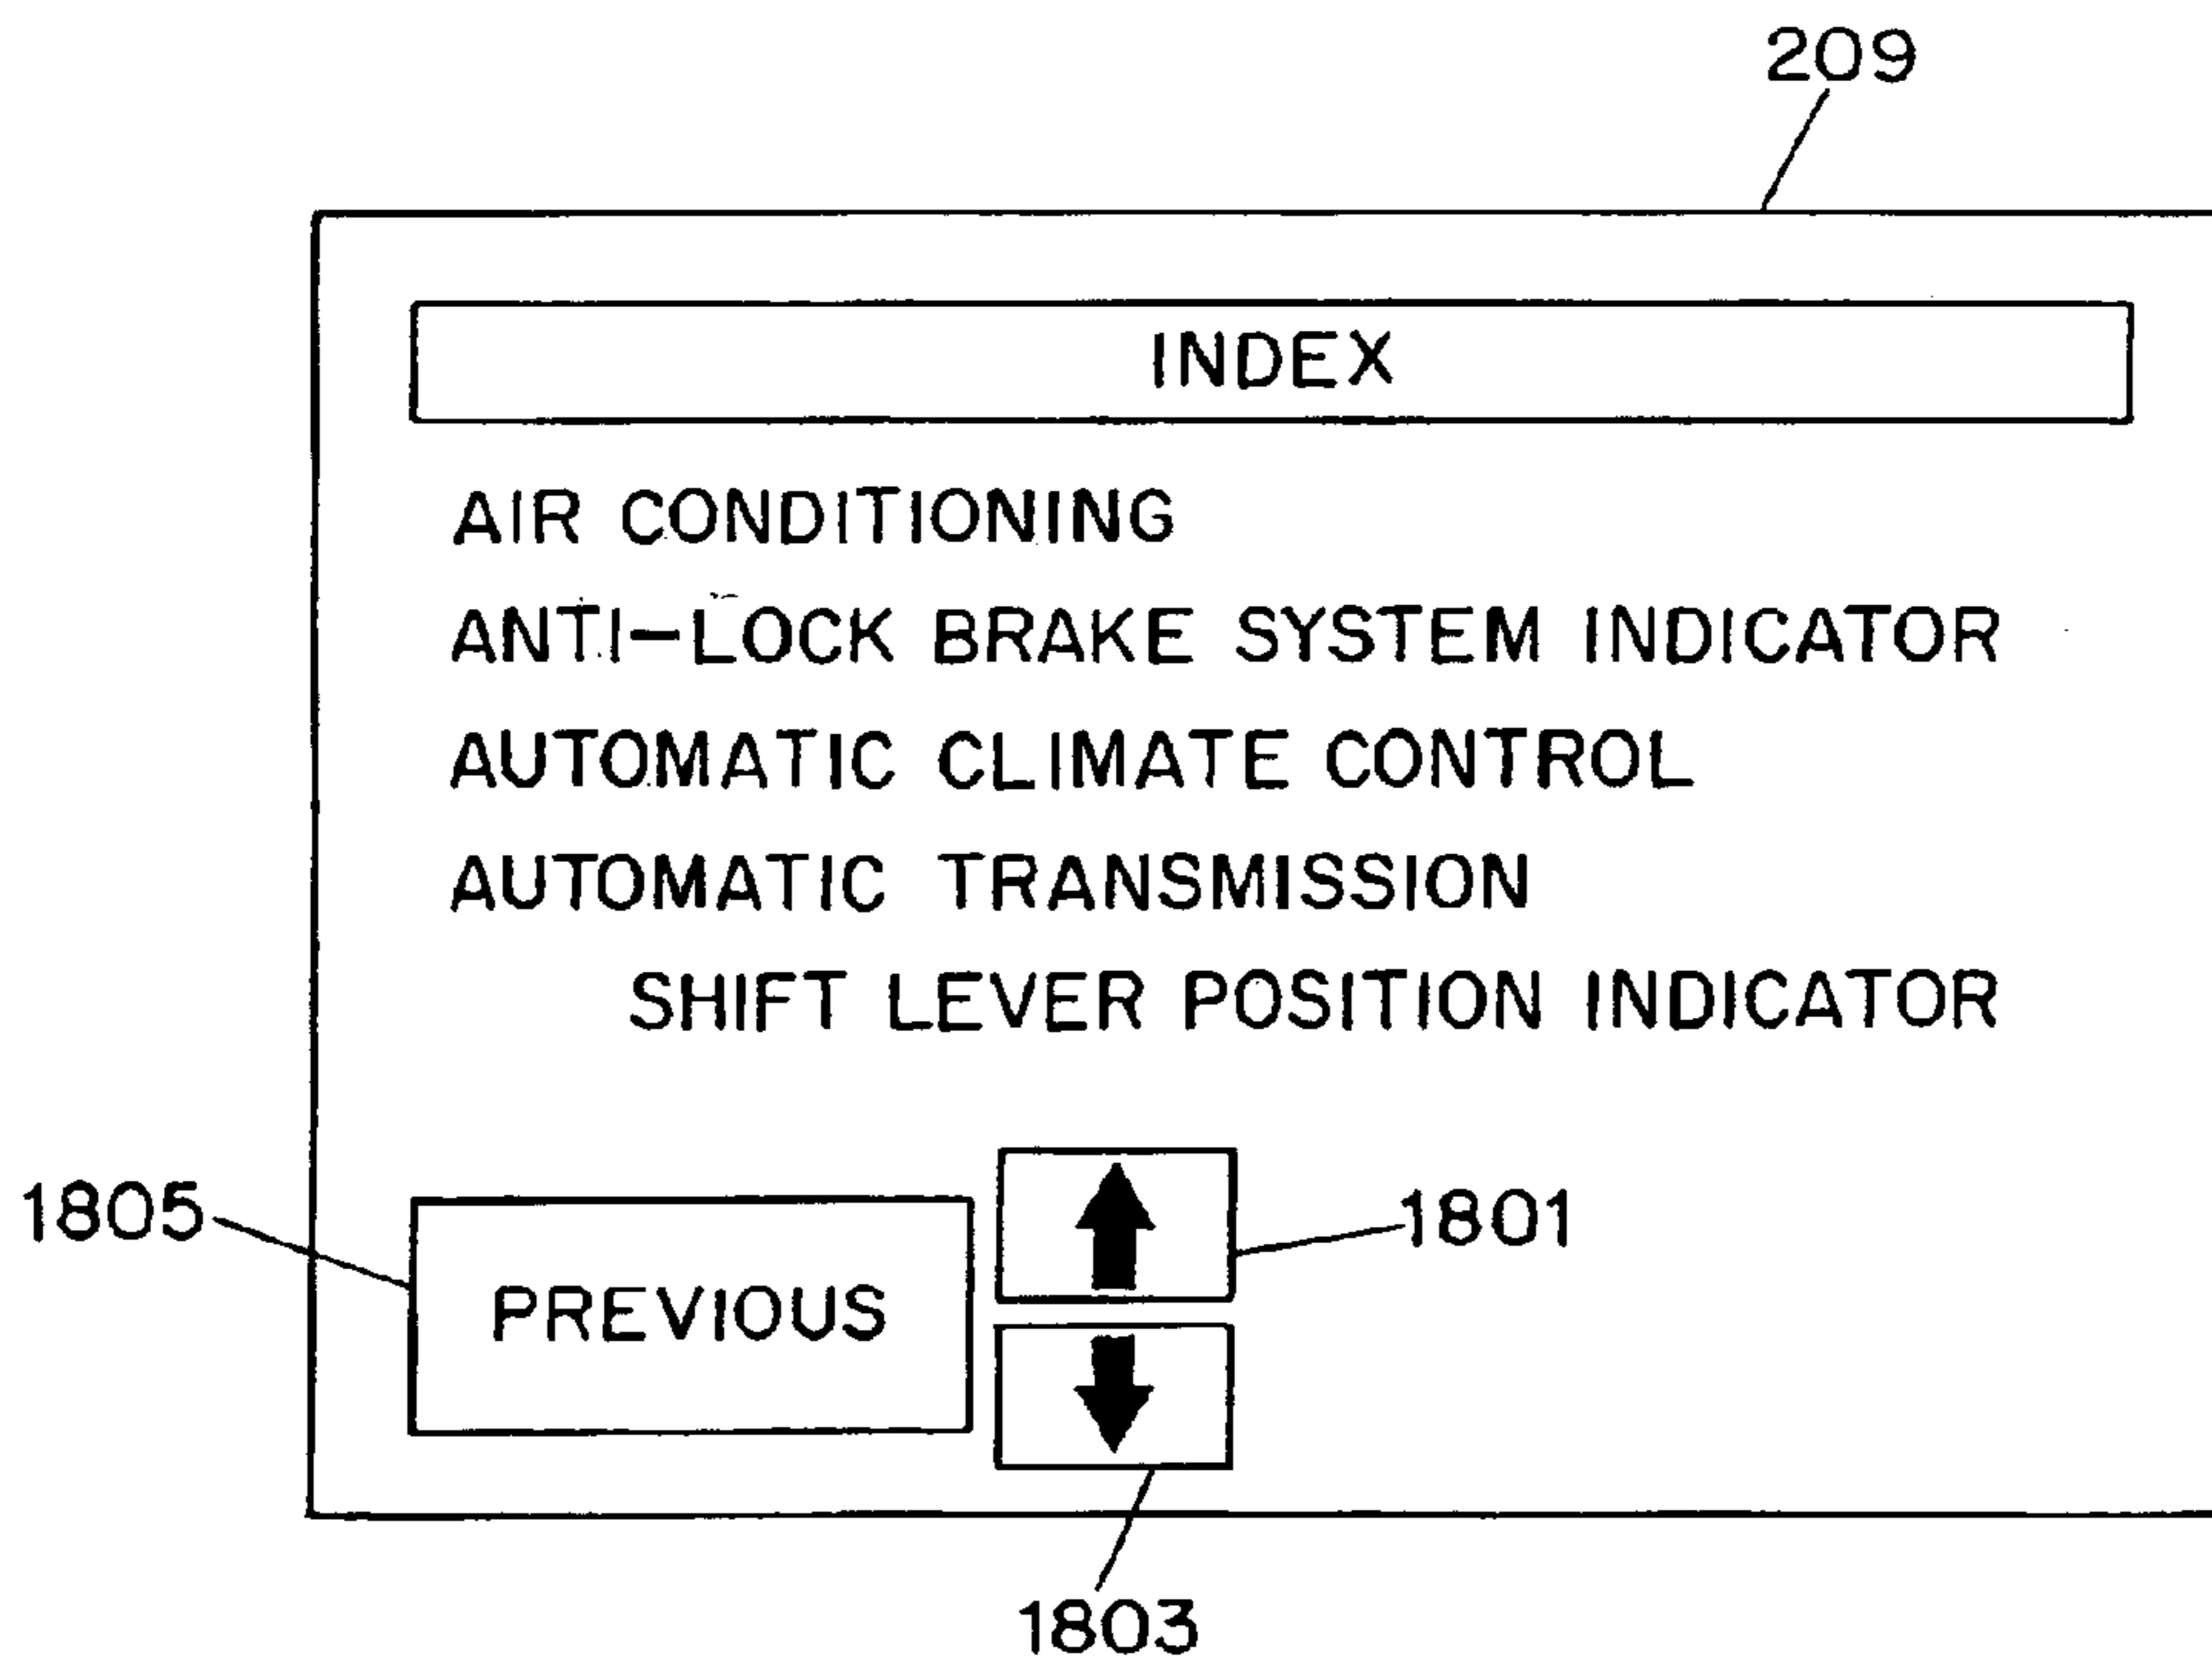 209
INDEX
AIR CONDITIONING
ANTI-LOCK BRAKE SYSTEM INDICATOR
AUTOMATIC CLIMATE CONTROL
AUTOMATIC TRANSMISSION
SHIFT LEVER POSITION INDICATOR
1805
1801
PREVIOUS
1803